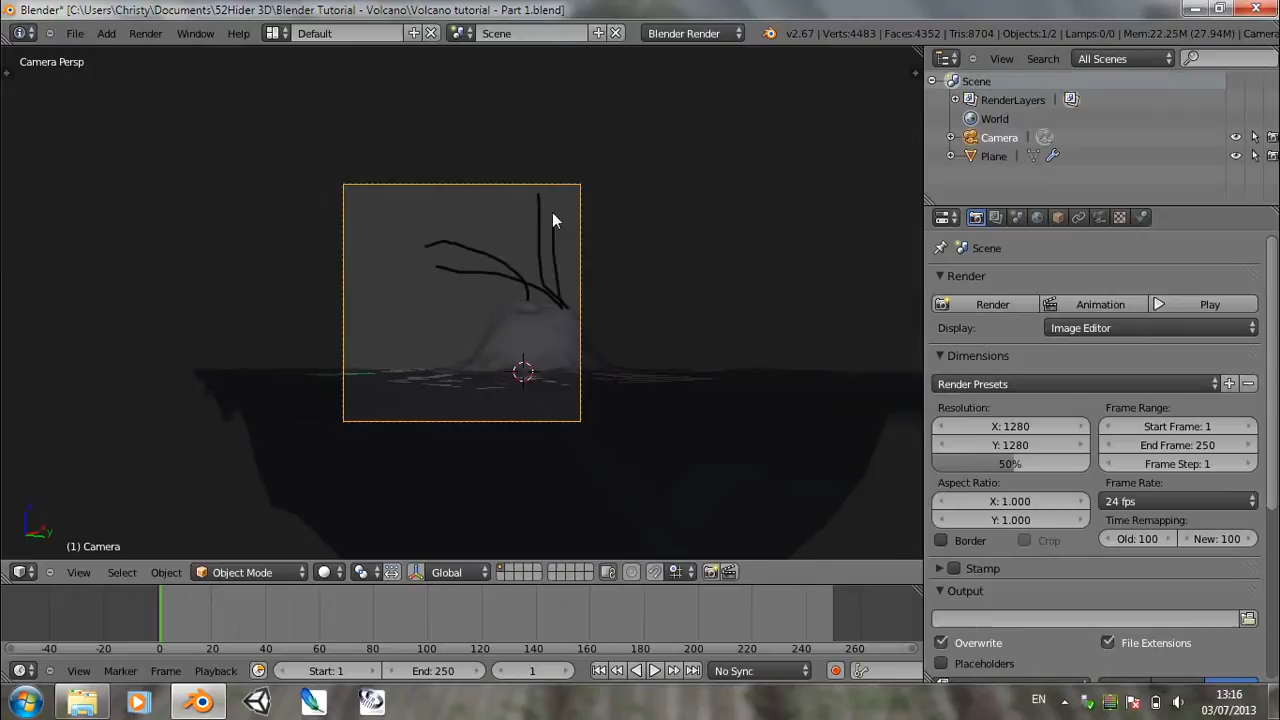 Blender* [C:\Users\Christy\Documents\52Hider 3D\Blender Tutorial - Volcano\Volcano tutorial - Part 1.blend]
File Add Render Window Help Default Scene Blender Render v2.67 | Verts:4483 | Faces:4352 | Tris:8704 | Objects:1/2 | Lamps:0/0 | Mem:22.25M (27.94M) | Camera
Camera Persp
View Search All Scenes
Scene
RenderLayers
World
Camera
Plane
Scene
Render
Render Animation Play
Display: Image Editor
Dimensions
Render Presets
Resolution: Frame Range:
X: 1280 Start Frame: 1
Y: 1280 End Frame: 250
50% Frame Step: 1
Aspect Ratio: Frame Rate:
X: 1.000 24 fps
Y: 1.000 Time Remapping:
Border Crop Old: 100 New: 100
Stamp
Output
Overwrite File Extensions
Placeholders
(1) Camera
View Select Object Object Mode Global
-40 -20 0 20 40 60 80 100 120 140 160 180 200 220 240 260
View Marker Frame Playback Start: 1 End: 250 1 No Sync
EN 13:16
03/07/2013